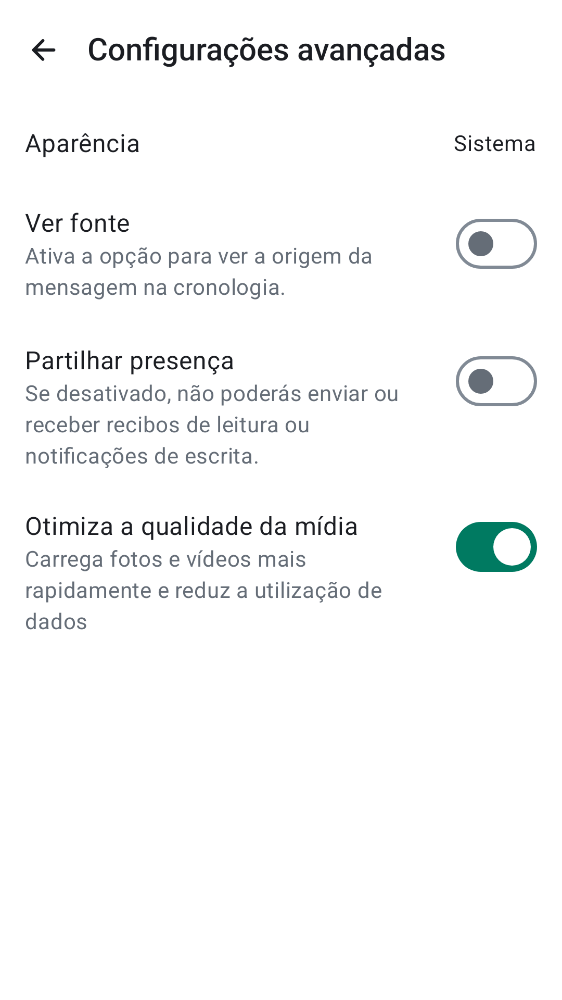 Configurações avançadas
Aparência
Sistema
Ver fonte
Ativa a opção para ver a origem da
mensagem na cronologia.
Partilhar presença
Se desativado, não poderás enviar ou
receber recibos de leitura ou
notificações de escrita.
Otimiza a qualidade da mídia
Carrega fotos e vídeos mais
rapidamente e reduz a utilização de
dados